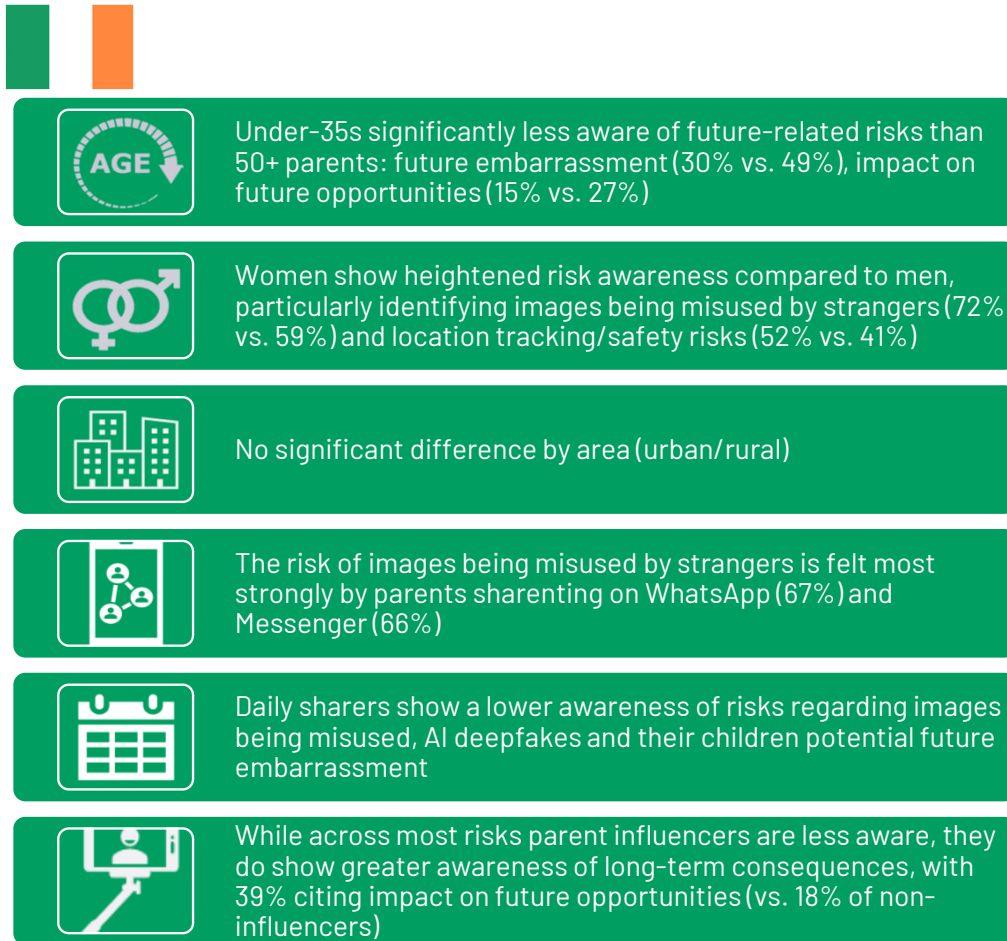 AGE
Under-35s significantly less aware of future-related risks than
50+ parents: future embarrassment (30% vs. 49%), impact on
future opportunities (15% vs. 27%)
Women show heightened risk awareness compared to men,
particularly identifying images being misused by strangers (72%
vs. 59%) and location tracking/safety risks (52% vs. 41%)
No significant difference by area (urban/rural)
The risk of images being misused by strangers is felt most
strongly by parents sharenting on WhatsApp (67%) and
Messenger (66%)
Daily sharers show a lower awareness of risks regarding images
being misused, AI deepfakes and their children potential future
embarrassment
While across most risks parent influencers are less aware, they
do show greater awareness of long-term consequences, with
39% citing impact on future opportunities (vs. 18% of non-
influencers)